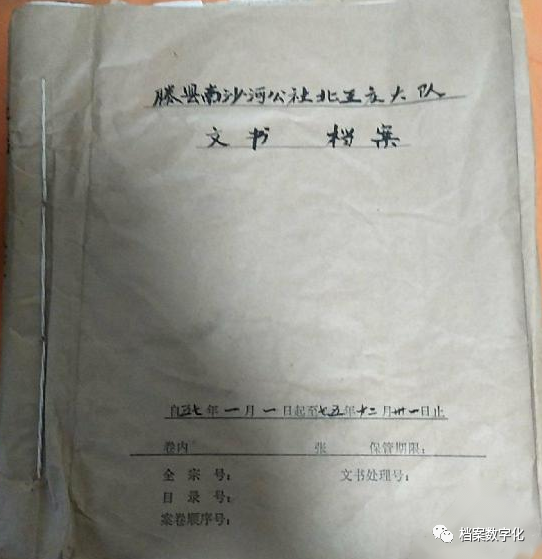 滕县南沙河公社北王庄大队
文书 档案
自五七年一月一日起至七五年十二月卅一日止
卷内 张 保管期限：
全宗号： 文书处理号：
目录号：
案卷顺序号：
档案数字化